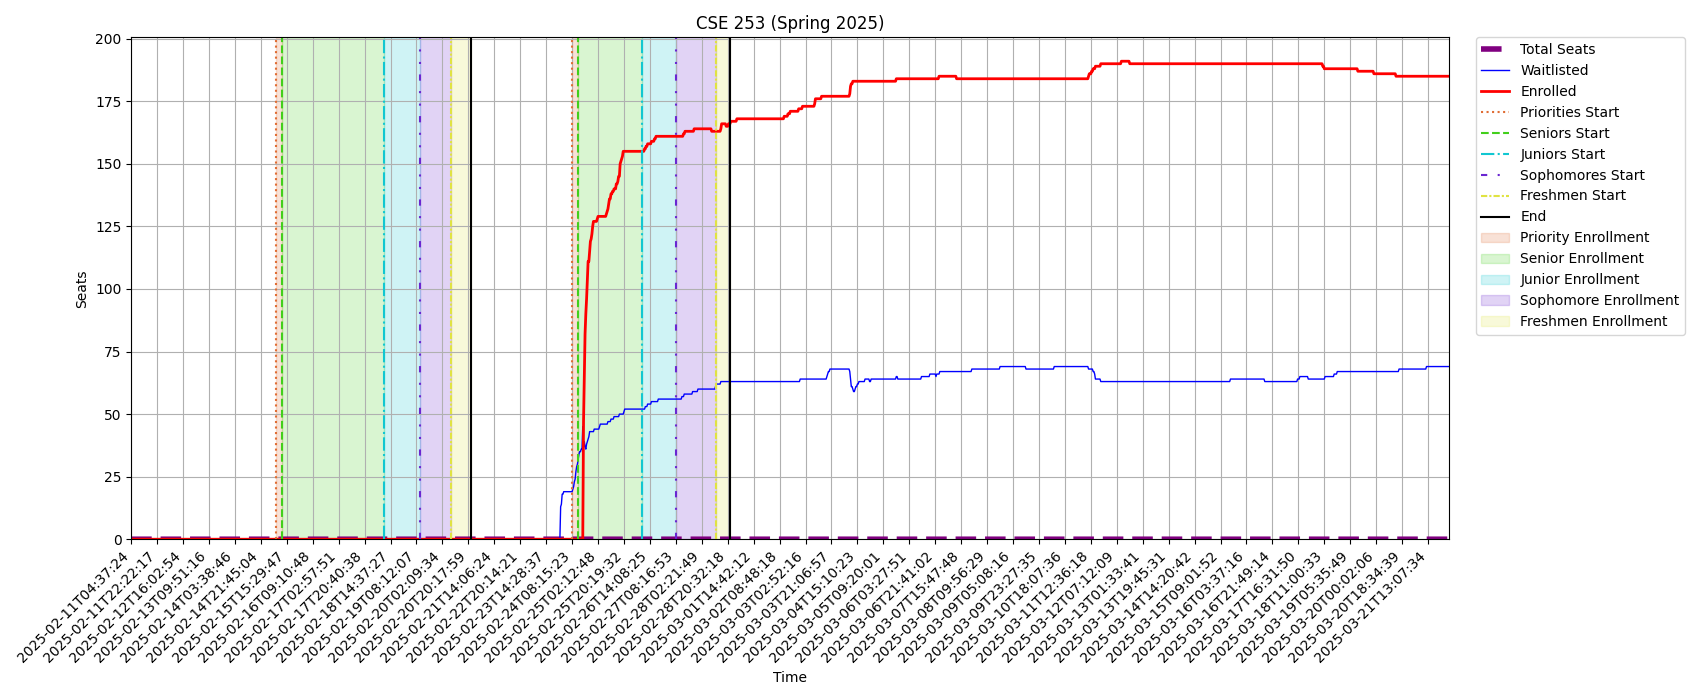 CSE 253 (Spring 2025)
200
175
150
125
100
75
50
25
0
Seats
2025-02-11T04:37:24
2025-02-11T22:22:17
2025-02-12T16:02:54
2025-02-13T09:51:16
2025-02-14T03:38:46
2025-02-14T21:45:04
2025-02-15T15:29:47
2025-02-16T09:10:48
2025-02-17T02:57:51
2025-02-17T20:40:38
2025-02-18T14:37:27
2025-02-19T08:12:07
2025-02-20T02:09:34
2025-02-20T20:17:59
2025-02-21T14:06:24
2025-02-22T20:14:21
2025-02-23T14:28:37
2025-02-24T08:15:23
2025-02-25T02:12:48
2025-02-25T20:19:32
2025-02-26T14:08:25
2025-02-27T08:16:53
2025-02-28T02:21:49
2025-02-28T20:32:18
2025-03-01T14:42:12
2025-03-02T08:48:18
2025-03-03T02:52:16
2025-03-03T21:06:57
2025-03-04T15:10:23
2025-03-05T09:20:01
2025-03-06T03:27:51
2025-03-06T21:41:02
2025-03-07T15:47:48
2025-03-08T09:56:29
2025-03-09T05:08:16
2025-03-09T23:27:35
2025-03-10T18:07:36
2025-03-11T12:36:18
2025-03-12T07:12:09
2025-03-13T01:33:41
2025-03-13T19:45:31
2025-03-14T14:20:42
2025-03-15T09:01:52
2025-03-16T03:37:16
2025-03-16T21:49:14
2025-03-17T16:31:50
2025-03-18T11:00:33
2025-03-19T05:35:49
2025-03-20T00:02:06
2025-03-20T18:34:39
2025-03-21T13:07:34
Time
Total Seats
Waitlisted
Enrolled
Priorities Start
Seniors Start
Juniors Start
Sophomores Start
Freshmen Start
End
Priority Enrollment
Senior Enrollment
Junior Enrollment
Sophomore Enrollment
Freshmen Enrollment